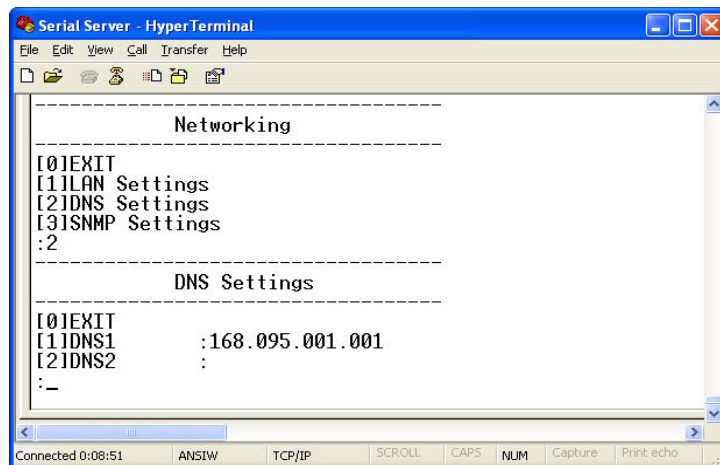 Serial Server - HyperTerminal
File Edit View Call Transfer Help
----------------------------------
Networking
----------------------------------
[0]EXIT
[1]LAN Settings
[2]DNS Settings
[3]SNMP Settings
:2
----------------------------------
DNS Settings
----------------------------------
[0]EXIT
[1]DNS1 :168.095.001.001
[2]DNS2 :
:_
Connected 0:08:51 ANSIW TCP/IP SCROLL CAPS NUM Capture Print echo